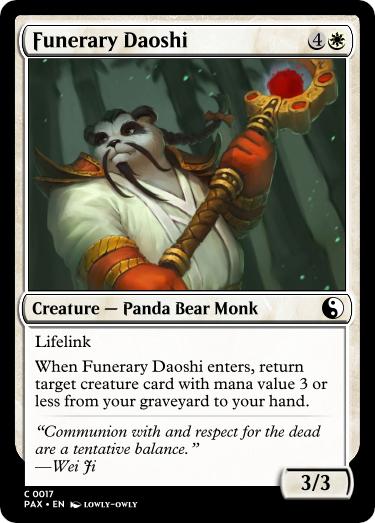 Funerary Daoshi 4
Creature — Panda Bear Monk
Lifelink
When Funerary Daoshi enters, return
target creature card with mana value 3 or
less from your graveyard to your hand.
“Communion with and respect for the dead
are a tentative balance.”
—Wei Ji
3/3
C 0017
PAX • EN LOWLY-OWLY